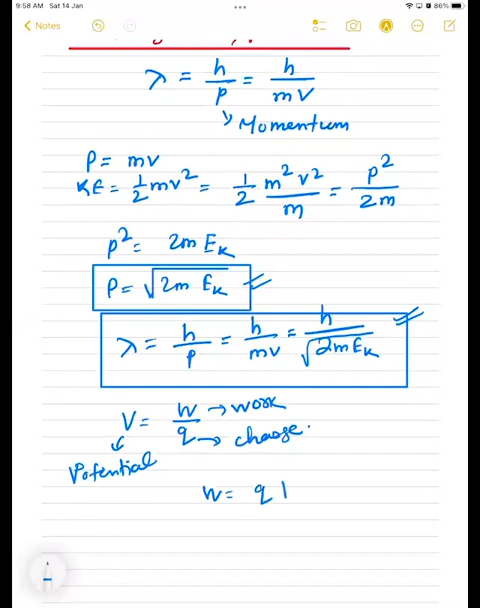 9:58 AM Sat 14 Jan
86%
Notes
λ = h/p = h/mv
↳ Momentum
P = mv
KE = 1/2 mv² = 1/2 m²v²/m = p²/2m
p² = 2m EK
P = √2m EK
λ = h/p = h/mv = h/√2mEK
V = W/q → work
→ charge.
Potential
W = q